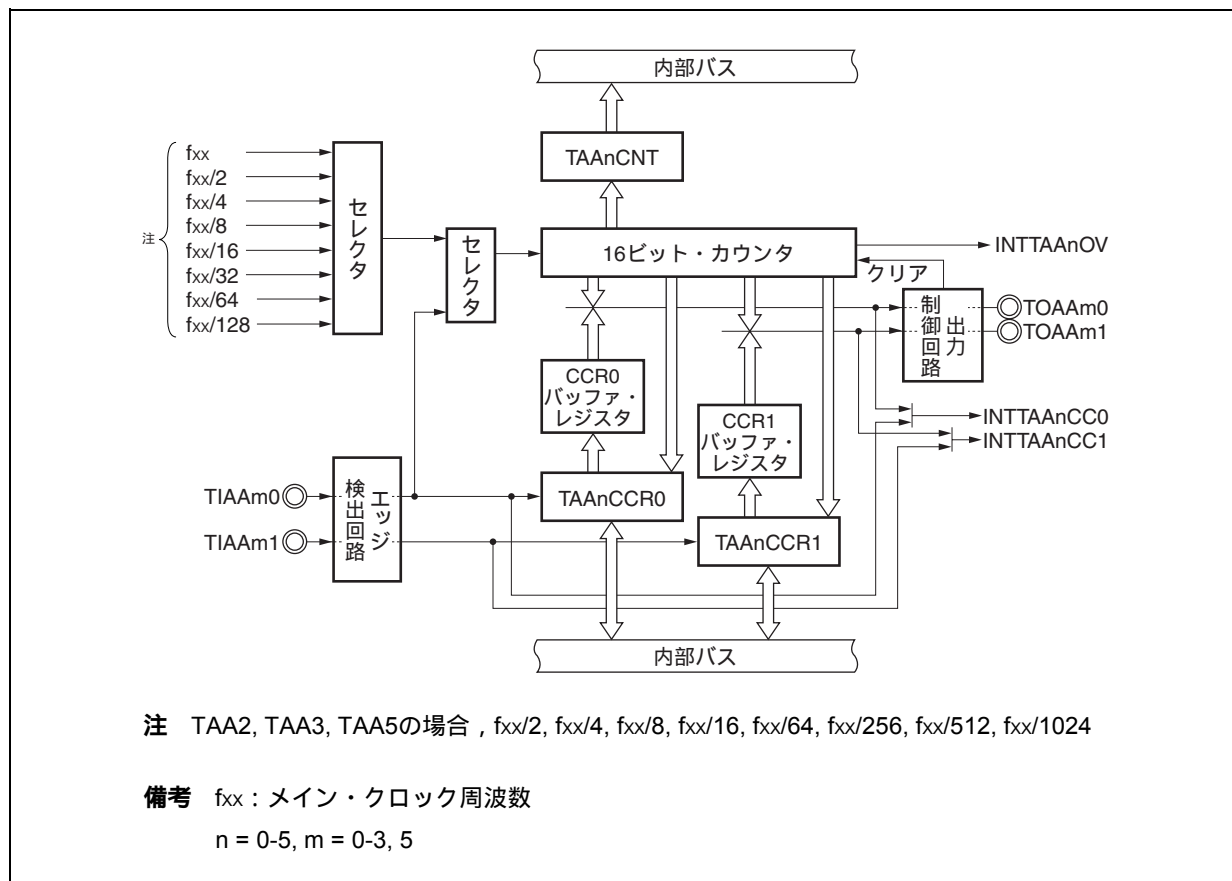 内部バス
TAAnCNT
注
fxx
fxx/2
fxx/4
fxx/8
fxx/16
fxx/32
fxx/64
fxx/128
セレクタ
セレクタ
16ビット・カウンタ
INTTAAnOV
クリア
出力
制御回路
TOAAm0
TOAAm1
CCR0
バッファ・
レジスタ
CCR1
バッファ・
レジスタ
INTTAAnCC0
INTTAAnCC1
TIAAm0
TIAAm1
エッジ
検出回路
TAAnCCR0
TAAnCCR1
内部バス
注 TAA2, TAA3, TAA5の場合，fxx/2, fxx/4, fxx/8, fxx/16, fxx/64, fxx/256, fxx/512, fxx/1024
備考 fxx：メイン・クロック周波数
n = 0-5, m = 0-3, 5